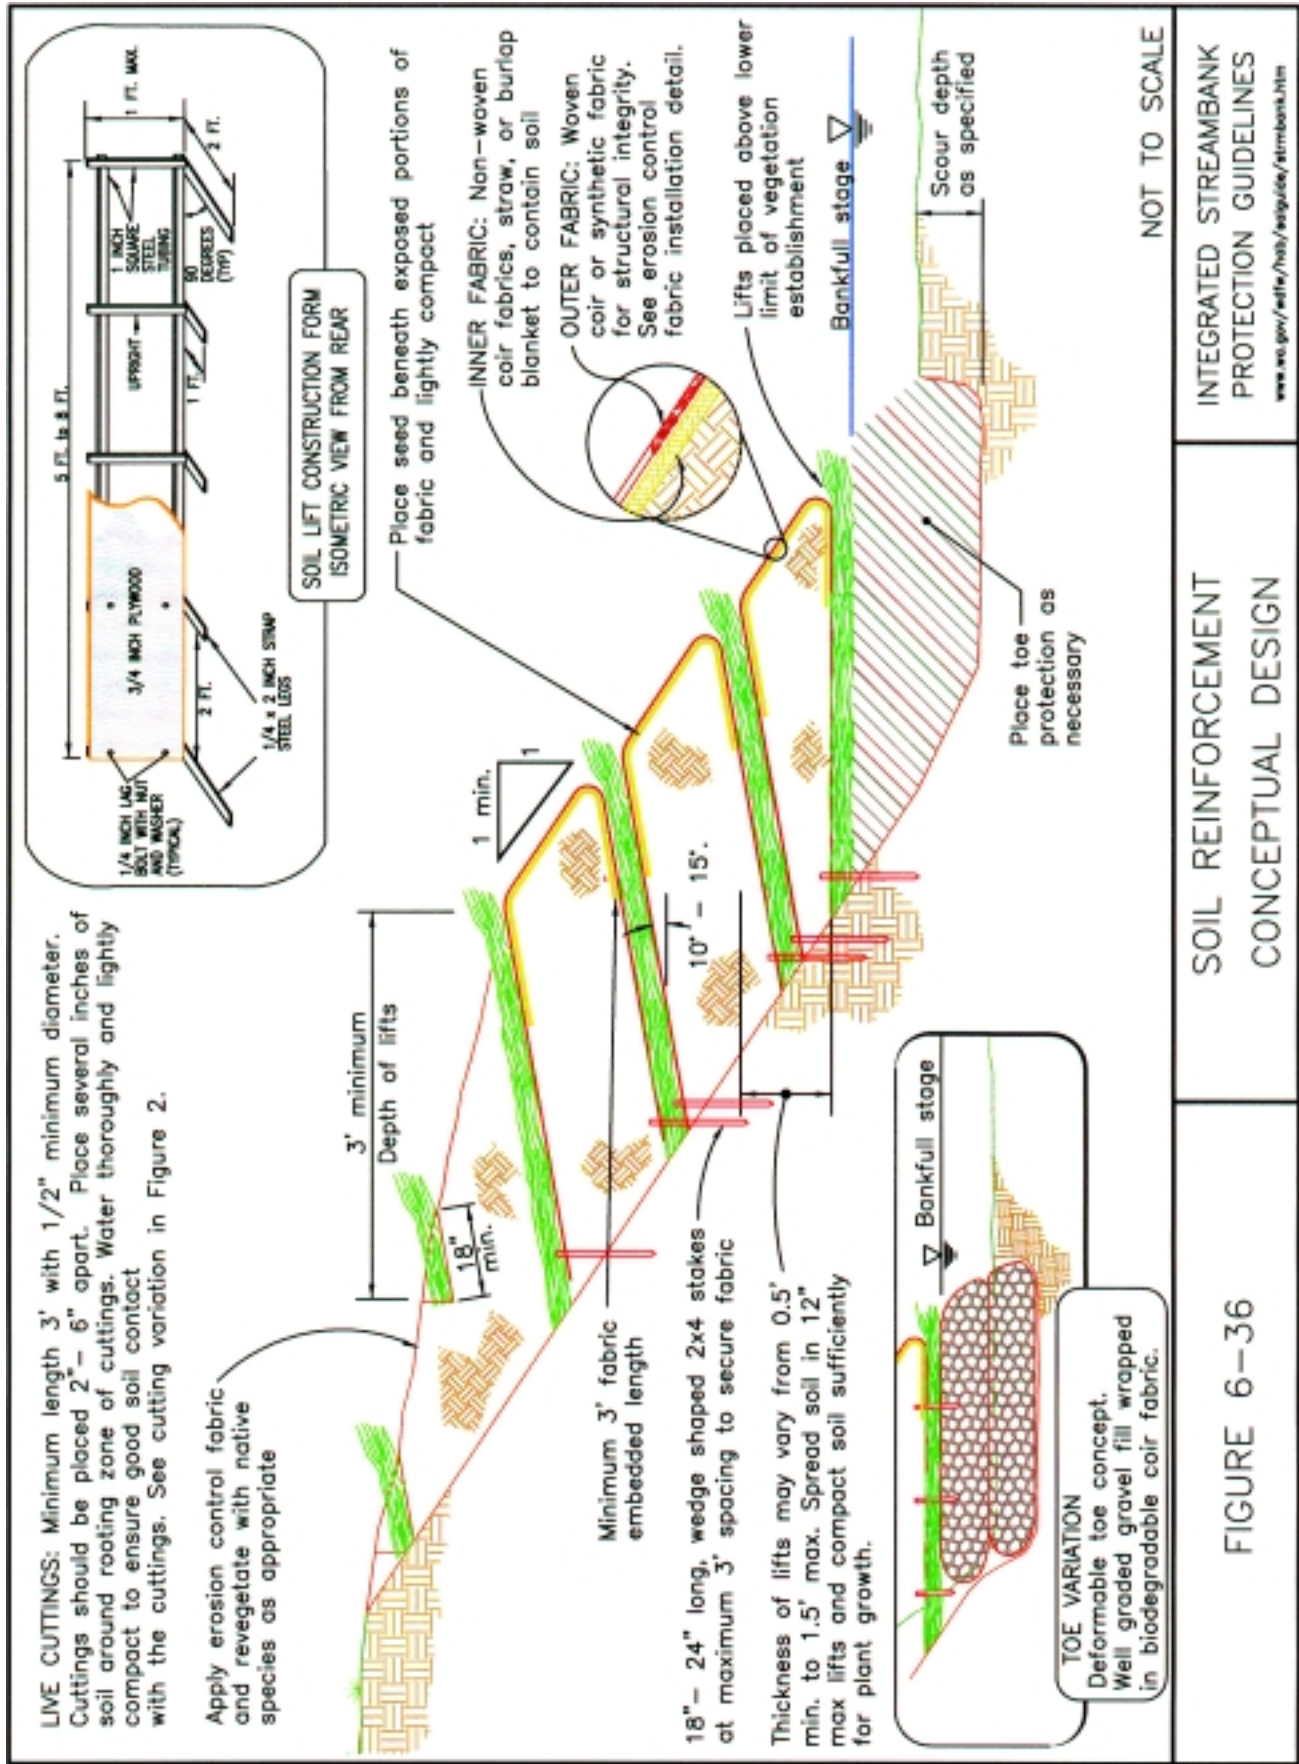 LIVE CUTTINGS: Minimum length 3' with 1/2" minimum diameter.
Cuttings should be placed 2"– 6" apart. Place several inches of
soil around rooting zone of cuttings. Water thoroughly and lightly
compact to ensure good soil contact
with the cuttings. See cutting variation in Figure 2.
Apply erosion control fabric
and revegetate with native
species as appropriate
18"
min.
3' minimum
Depth of lifts
1 min.
1
Minimum 3' fabric
embedded length
10° – 15°.
18"– 24" long, wedge shaped 2x4 stakes
at maximum 3' spacing to secure fabric
Thickness of lifts may vary from 0.5'
min. to 1.5' max. Spread soil in 12"
max lifts and compact soil sufficiently
for plant growth.
5 FT. to 8 FT.
1 FT. MAX.
2 FT.
3/4 INCH PLYWOOD
UPRIGHT
1 INCH
SQUARE
STEEL
TUBING
90
DEGREES
(TYP)
1 FT.
2 FT.
1/4 INCH LAG
BOLT WITH NUT
AND WASHER
(TYPICAL)
1/4 x 2 INCH STRAP
STEEL LEGS
SOIL LIFT CONSTRUCTION FORM
ISOMETRIC VIEW FROM REAR
Place seed beneath exposed portions of
fabric and lightly compact
INNER FABRIC: Non-woven
coir fabrics, straw, or burlap
blanket to contain soil
OUTER FABRIC: Woven
coir or synthetic fabric
for structural integrity.
See erosion control
fabric installation detail.
Lifts placed above lower
limit of vegetation
establishment
Bankfull stage
Scour depth
as specified
Place toe
protection as
necessary
NOT TO SCALE
Bankfull stage
TOE VARIATION
Deformable toe concept.
Well graded gravel fill wrapped
in biodegradable coir fabric.
FIGURE 6–36
SOIL REINFORCEMENT
CONCEPTUAL DESIGN
INTEGRATED STREAMBANK
PROTECTION GUIDELINES